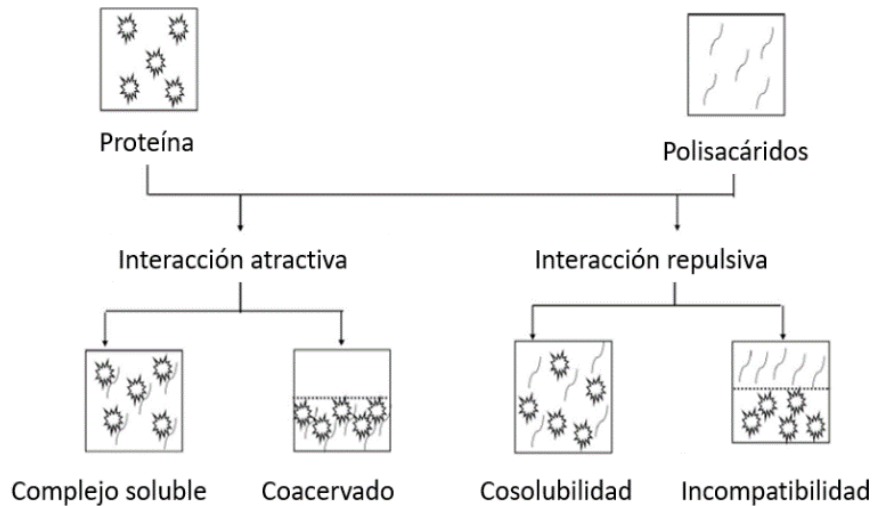 Proteína
Polisacáridos
Interacción atractiva
Interacción repulsiva
Complejo soluble
Coacervado
Cosolubilidad
Incompatibilidad